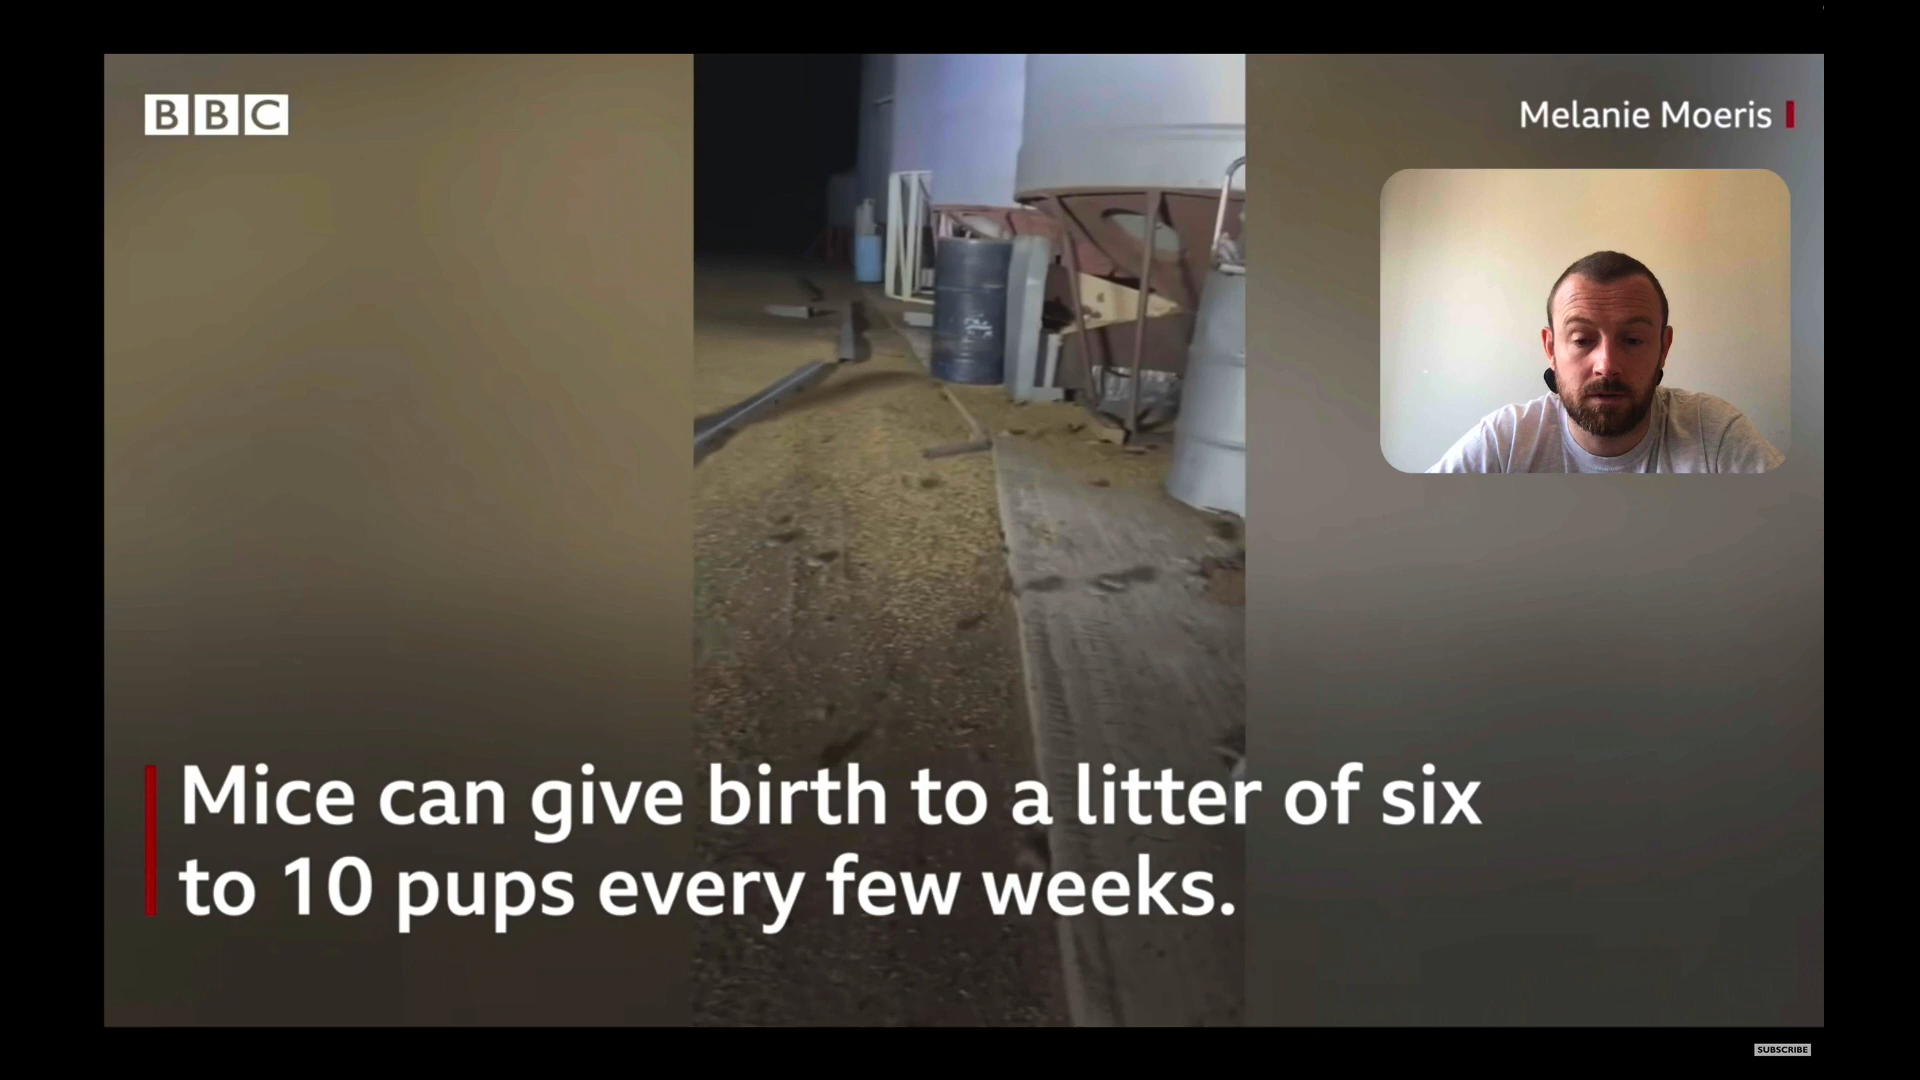 BBC
Melanie Moeris
Mice can give birth to a litter of six
to 10 pups every few weeks.
SUBSCRIBE